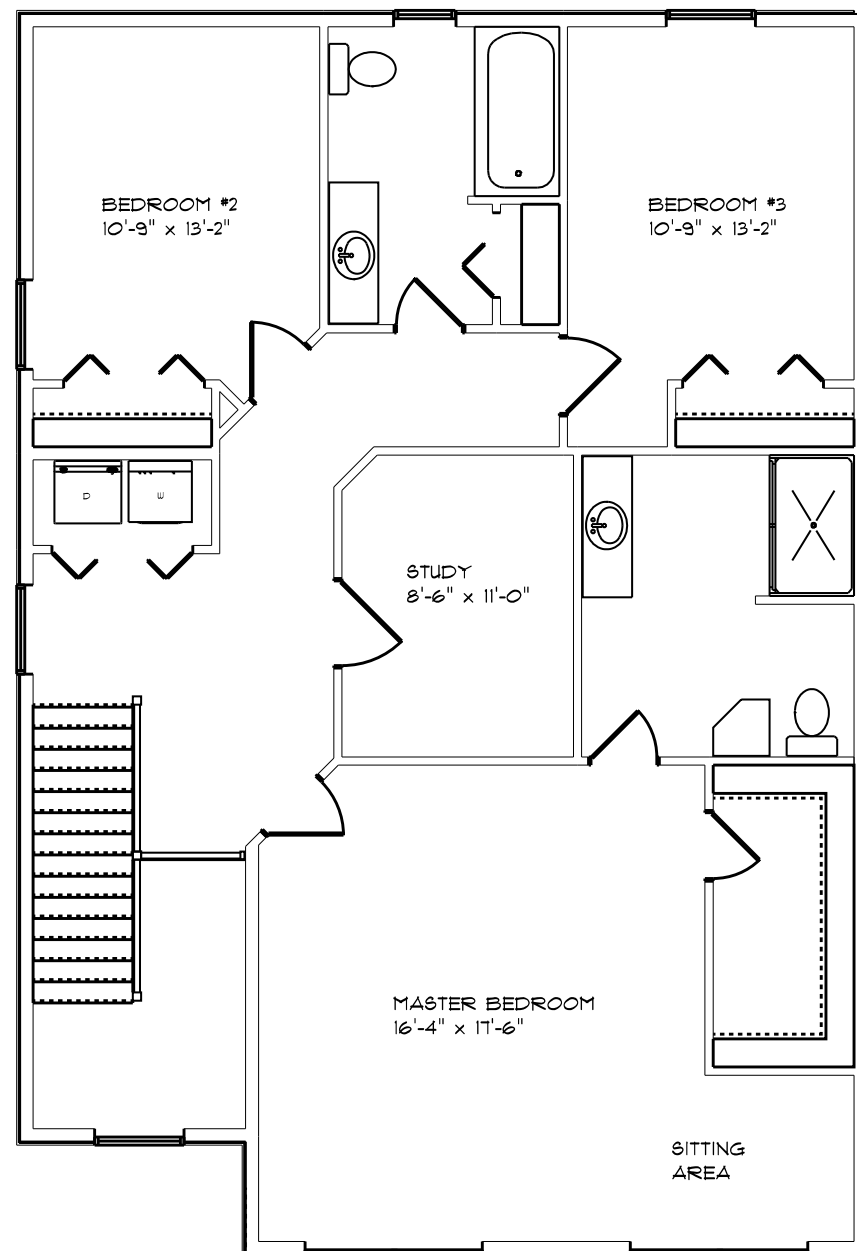 BEDROOM #2
10'-9" x 13'-2"
BEDROOM #3
10'-9" x 13'-2"
D
W
STUDY
8'-6" x 11'-0"
MASTER BEDROOM
16'-4" x 17'-6"
SITTING
AREA